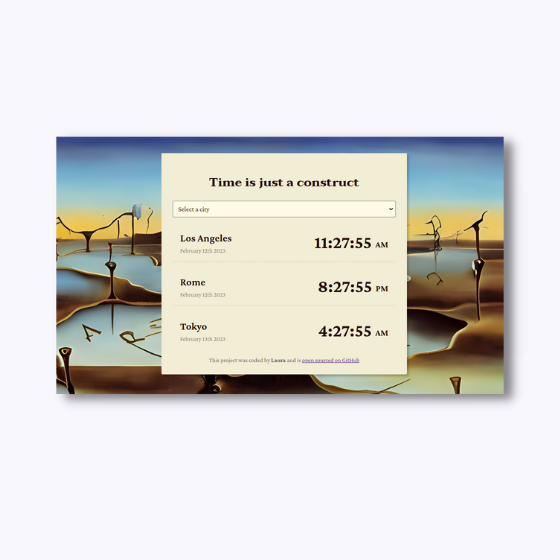 Time is just a construct
Select a city
Los Angeles
February 12th 2023
11:27:55 AM
Rome
February 12th 2023
8:27:55 PM
Tokyo
February 13th 2023
4:27:55 AM
This project was coded by Laura and is open sourced on GitHub